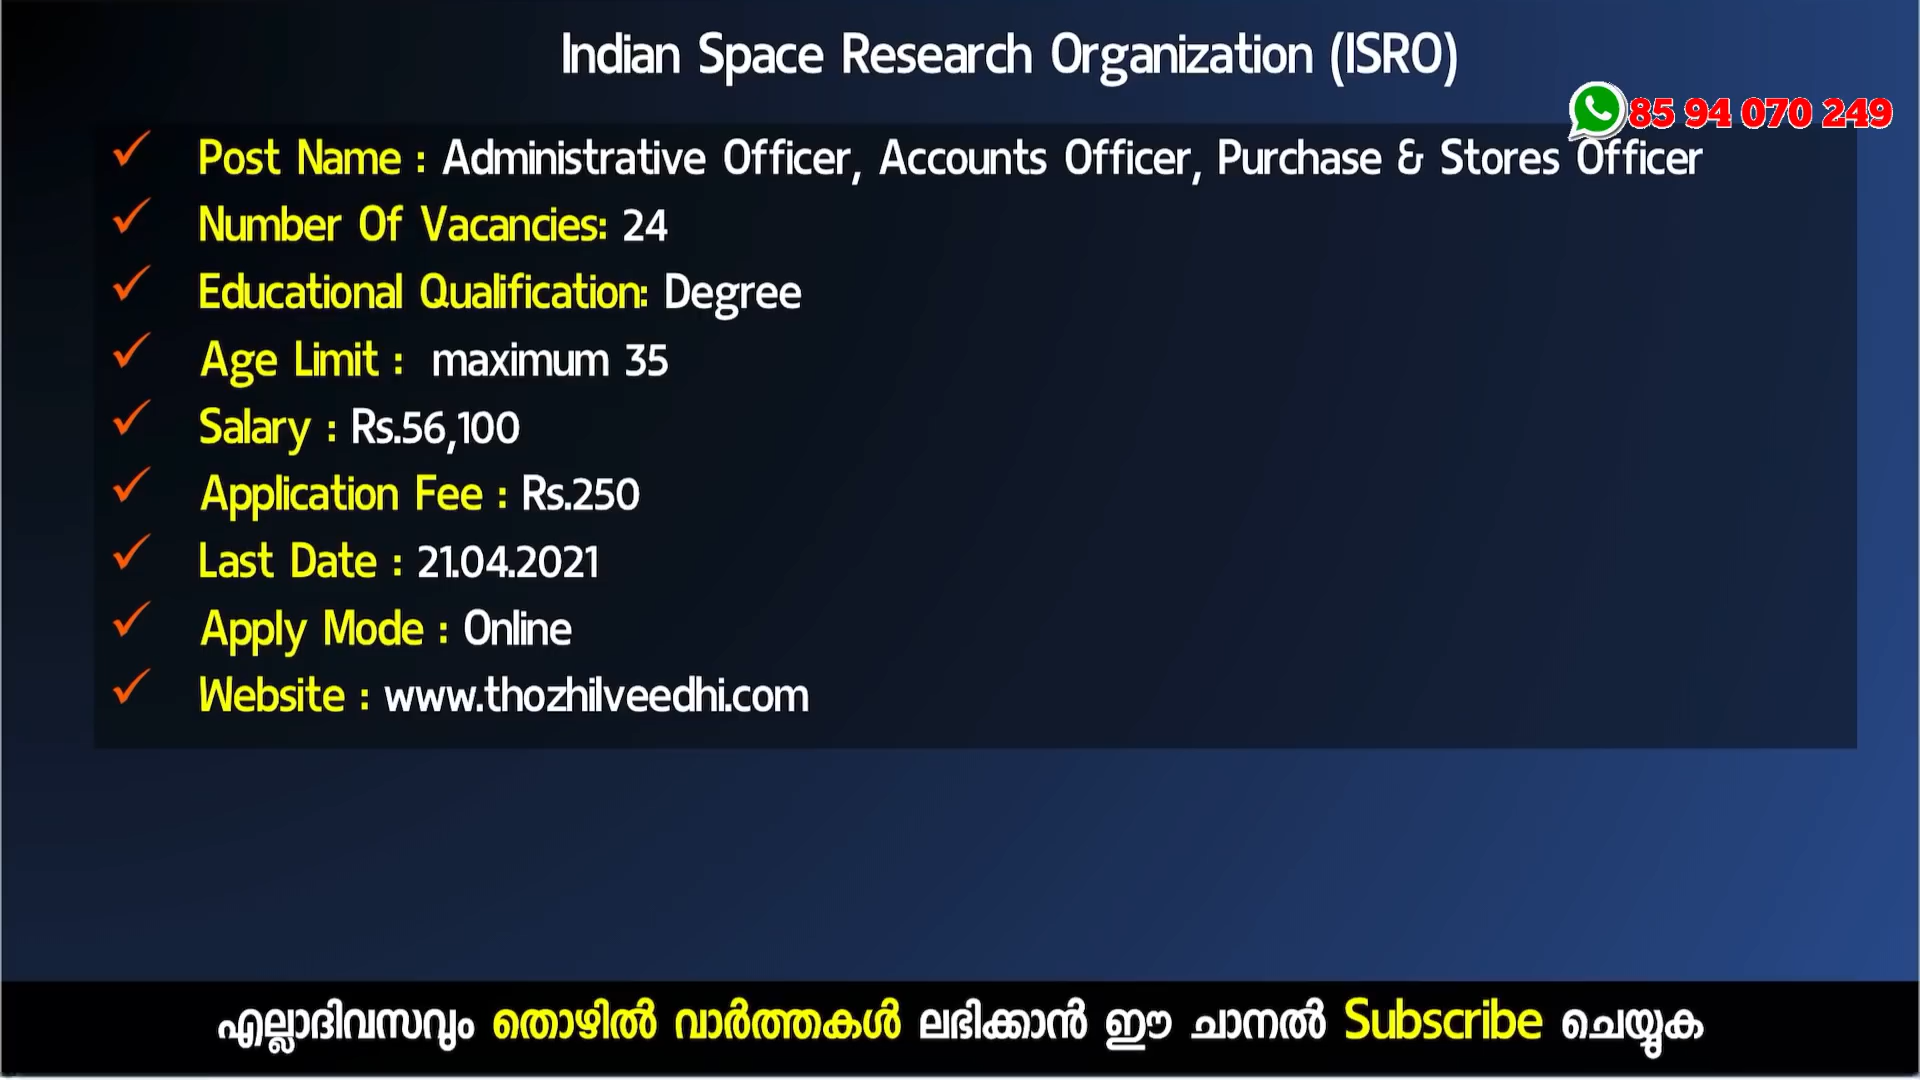 Indian Space Research Organization (ISRO)
85 94 070 249
Post Name : Administrative Officer, Accounts Officer, Purchase & Stores Officer
Number Of Vacancies: 24
Educational Qualification: Degree
Age Limit : maximum 35
Salary : Rs.56,100
Application Fee : Rs.250
Last Date : 21.04.2021
Apply Mode : Online
Website : www.thozhilveedhi.com
എല്ലാദിവസവും തൊഴിൽ വാർത്തകൾ ലഭിക്കാൻ ഈ ചാനൽ Subscribe ചെയ്യുക